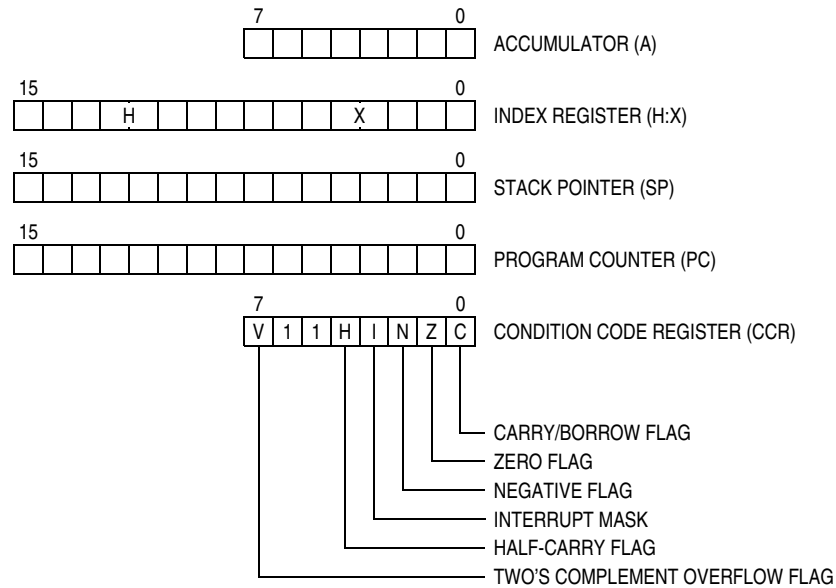 7 0
ACCUMULATOR (A)
15 0
H X INDEX REGISTER (H:X)
15 0
STACK POINTER (SP)
15 0
PROGRAM COUNTER (PC)
7 0
V 1 1 H I N Z C CONDITION CODE REGISTER (CCR)
CARRY/BORROW FLAG
ZERO FLAG
NEGATIVE FLAG
INTERRUPT MASK
HALF-CARRY FLAG
TWO'S COMPLEMENT OVERFLOW FLAG